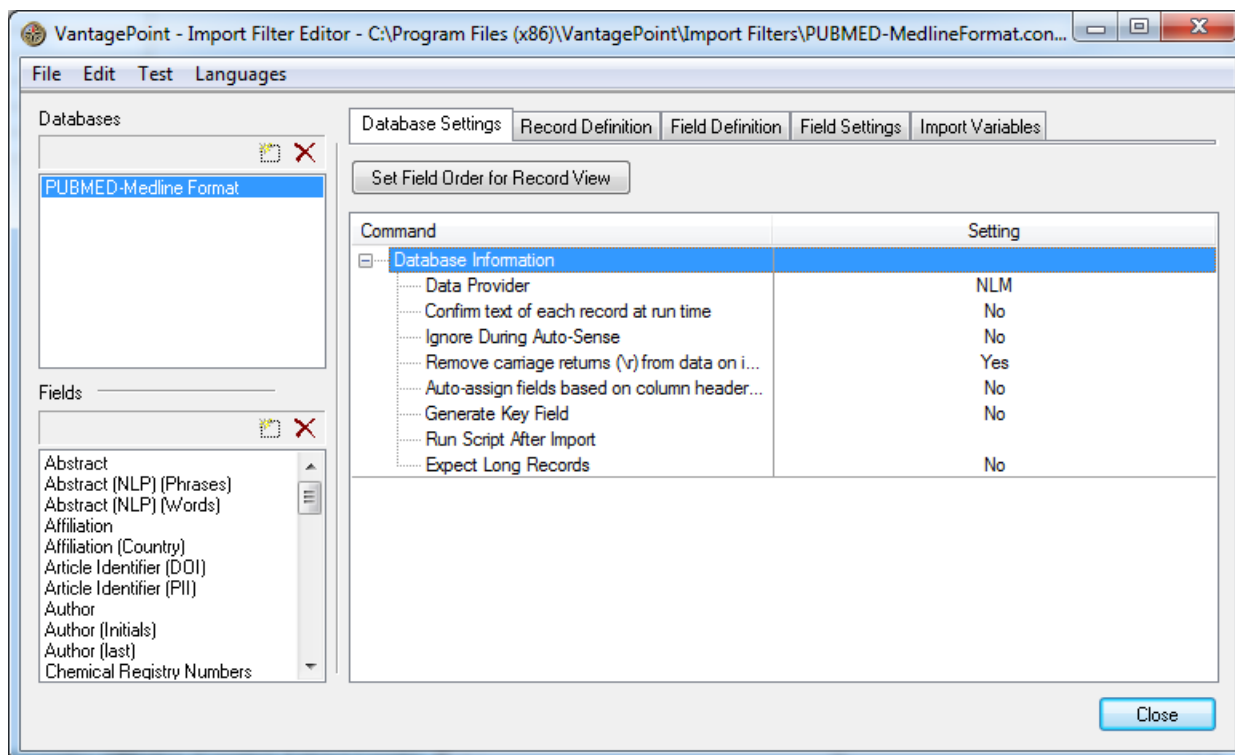 VantagePoint - Import Filter Editor - C:\Program Files (x86)\VantagePoint\Import Filters\PUBMED-MedlineFormat.con...
File Edit Test Languages
Databases
PUBMED-Medline Format
Fields
Abstract
Abstract (NLP) (Phrases)
Abstract (NLP) (Words)
Affiliation
Affiliation (Country)
Article Identifier (DOI)
Article Identifier (PII)
Author
Author (Initials)
Author (last)
Chemical Registry Numbers
Database Settings Record Definition Field Definition Field Settings Import Variables
Set Field Order for Record View
Command Setting
Database Information
Data Provider NLM
Confirm text of each record at run time No
Ignore During Auto-Sense No
Remove carriage returns (\r) from data on i... Yes
Auto-assign fields based on column header... No
Generate Key Field No
Run Script After Import
Expect Long Records No
Close